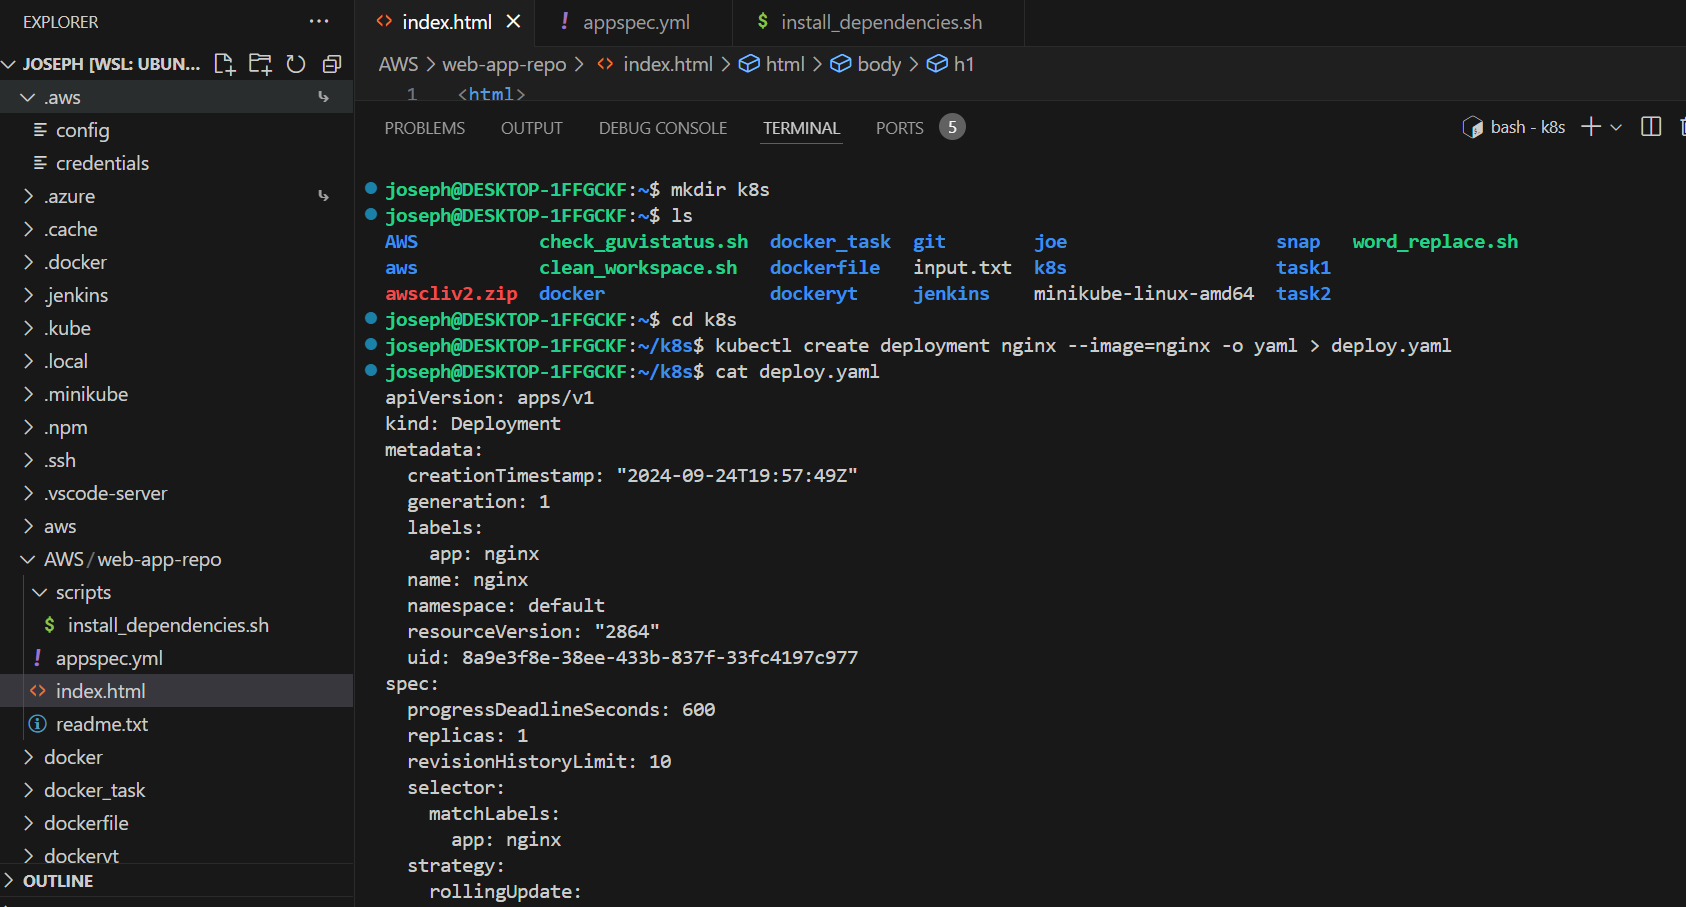 EXPLORER
JOSEPH [WSL: UBUN...
.aws
config
credentials
.azure
.cache
.docker
.jenkins
.kube
.local
.minikube
.npm
.ssh
.vscode-server
aws
AWS/web-app-repo
scripts
$ install_dependencies.sh
! appspec.yml
<> index.html
readme.txt
docker
docker_task
dockerfile
dockeryt
OUTLINE
<> index.html ! appspec.yml $ install_dependencies.sh
AWS > web-app-repo > <> index.html > html > body > h1
1 <html>
PROBLEMS OUTPUT DEBUG CONSOLE TERMINAL PORTS 5 bash - k8s
joseph@DESKTOP-1FFGCKF:~$ mkdir k8s
joseph@DESKTOP-1FFGCKF:~$ ls
AWS check_guvistatus.sh docker_task git joe snap word_replace.sh
aws clean_workspace.sh dockerfile input.txt k8s task1
awscliv2.zip docker dockeryt jenkins minikube-linux-amd64 task2
joseph@DESKTOP-1FFGCKF:~$ cd k8s
joseph@DESKTOP-1FFGCKF:~/k8s$ kubectl create deployment nginx --image=nginx -o yaml > deploy.yaml
joseph@DESKTOP-1FFGCKF:~/k8s$ cat deploy.yaml
apiVersion: apps/v1
kind: Deployment
metadata:
  creationTimestamp: "2024-09-24T19:57:49Z"
  generation: 1
  labels:
    app: nginx
  name: nginx
  namespace: default
  resourceVersion: "2864"
  uid: 8a9e3f8e-38ee-433b-837f-33fc4197c977
spec:
  progressDeadlineSeconds: 600
  replicas: 1
  revisionHistoryLimit: 10
  selector:
    matchLabels:
      app: nginx
  strategy:
    rollingUpdate: